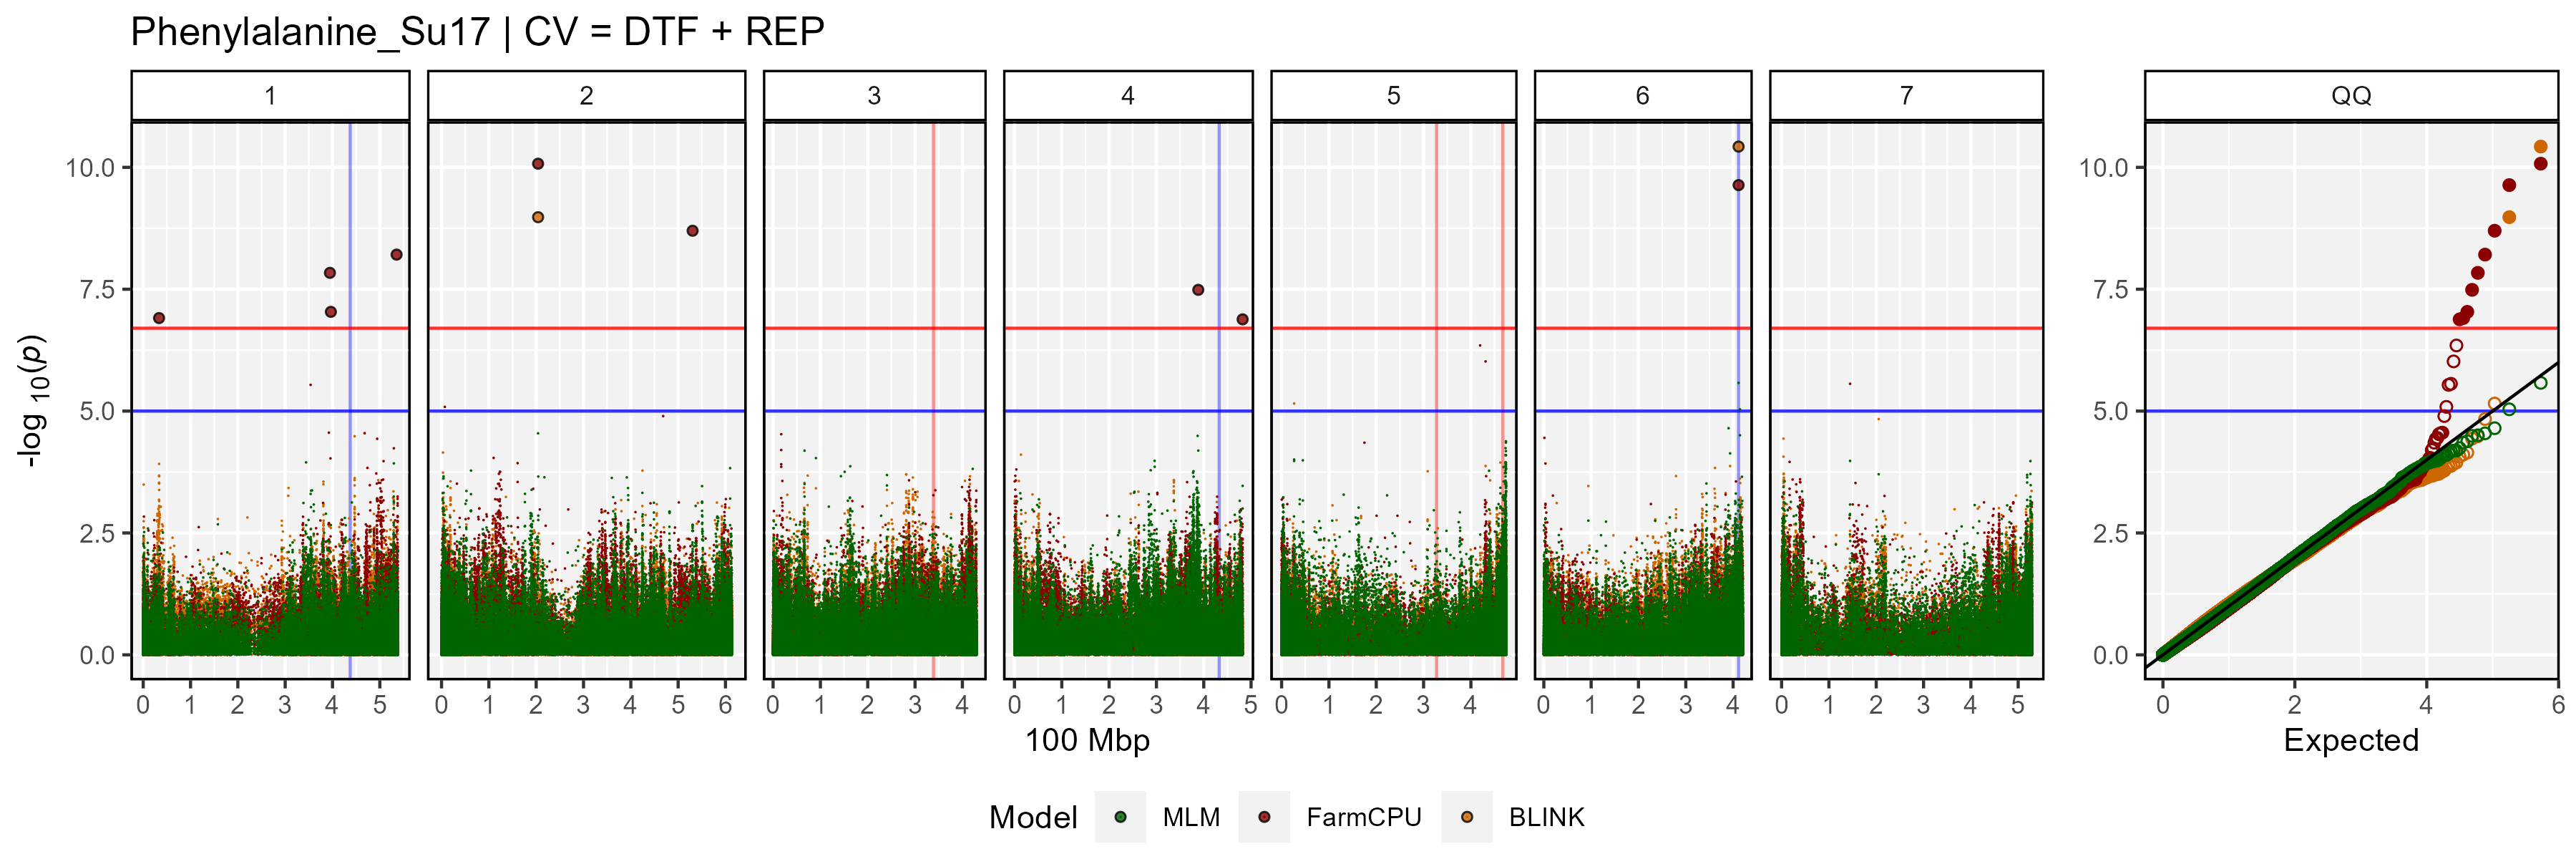 Phenylalanine_Su17 | CV = DTF + REP
1 2 3 4 5 6 7 QQ
10.0 10.0
7.5 7.5
5.0 5.0
2.5 2.5
0.0 0.0
-log 10(p)
0 1 2 3 4 5 0 1 2 3 4 5 6 0 1 2 3 4 0 1 2 3 4 5 0 1 2 3 4 0 1 2 3 4 0 1 2 3 4 5 0 2 4 6
100 Mbp Expected
Model MLM FarmCPU BLINK